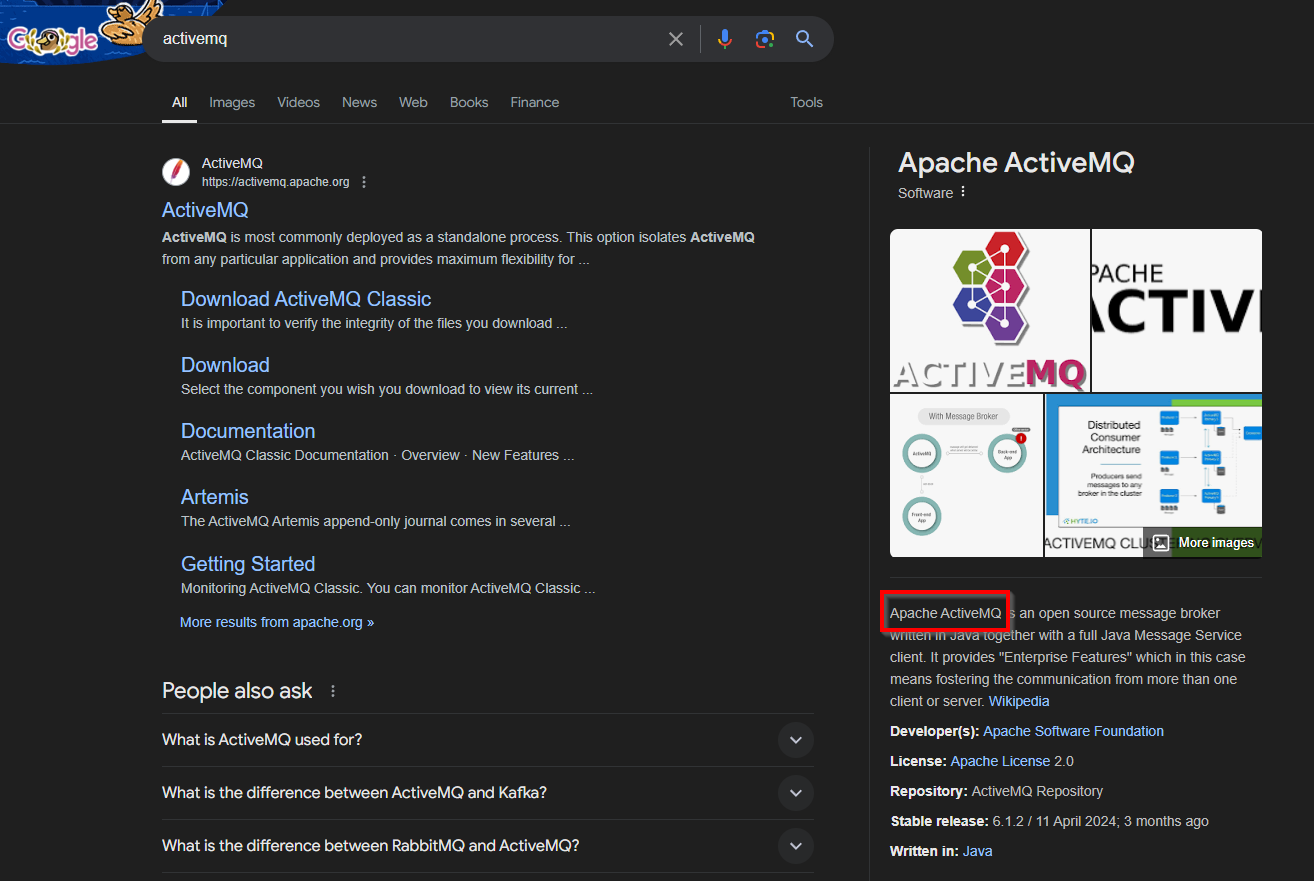 Google
activemq
All Images Videos News Web Books Finance Tools
ActiveMQ
https://activemq.apache.org
ActiveMQ
ActiveMQ is most commonly deployed as a standalone process. This option isolates ActiveMQ
from any particular application and provides maximum flexibility for ...
Download ActiveMQ Classic
It is important to verify the integrity of the files you download ...
Download
Select the component you wish you download to view its current ...
Documentation
ActiveMQ Classic Documentation · Overview · New Features ...
Artemis
The ActiveMQ Artemis append-only journal comes in several ...
Getting Started
Monitoring ActiveMQ Classic. You can monitor ActiveMQ Classic ...
More results from apache.org »
People also ask
What is ActiveMQ used for?
What is the difference between ActiveMQ and Kafka?
What is the difference between RabbitMQ and ActiveMQ?
Apache ActiveMQ
Software
ACTIVEMQ
PACHE
ACTIV
With Message Broker
ActiveMQ
Back-end
App
Front-end
App
Distributed
Consumer
Architecture
Producers send
messages to any
broker in the cluster
HYTE.IO
ACTIVEMQ CLU
More images
Apache ActiveMQ is an open source message broker
written in Java together with a full Java Message Service
client. It provides "Enterprise Features" which in this case
means fostering the communication from more than one
client or server. Wikipedia
Developer(s): Apache Software Foundation
License: Apache License 2.0
Repository: ActiveMQ Repository
Stable release: 6.1.2 / 11 April 2024; 3 months ago
Written in: Java